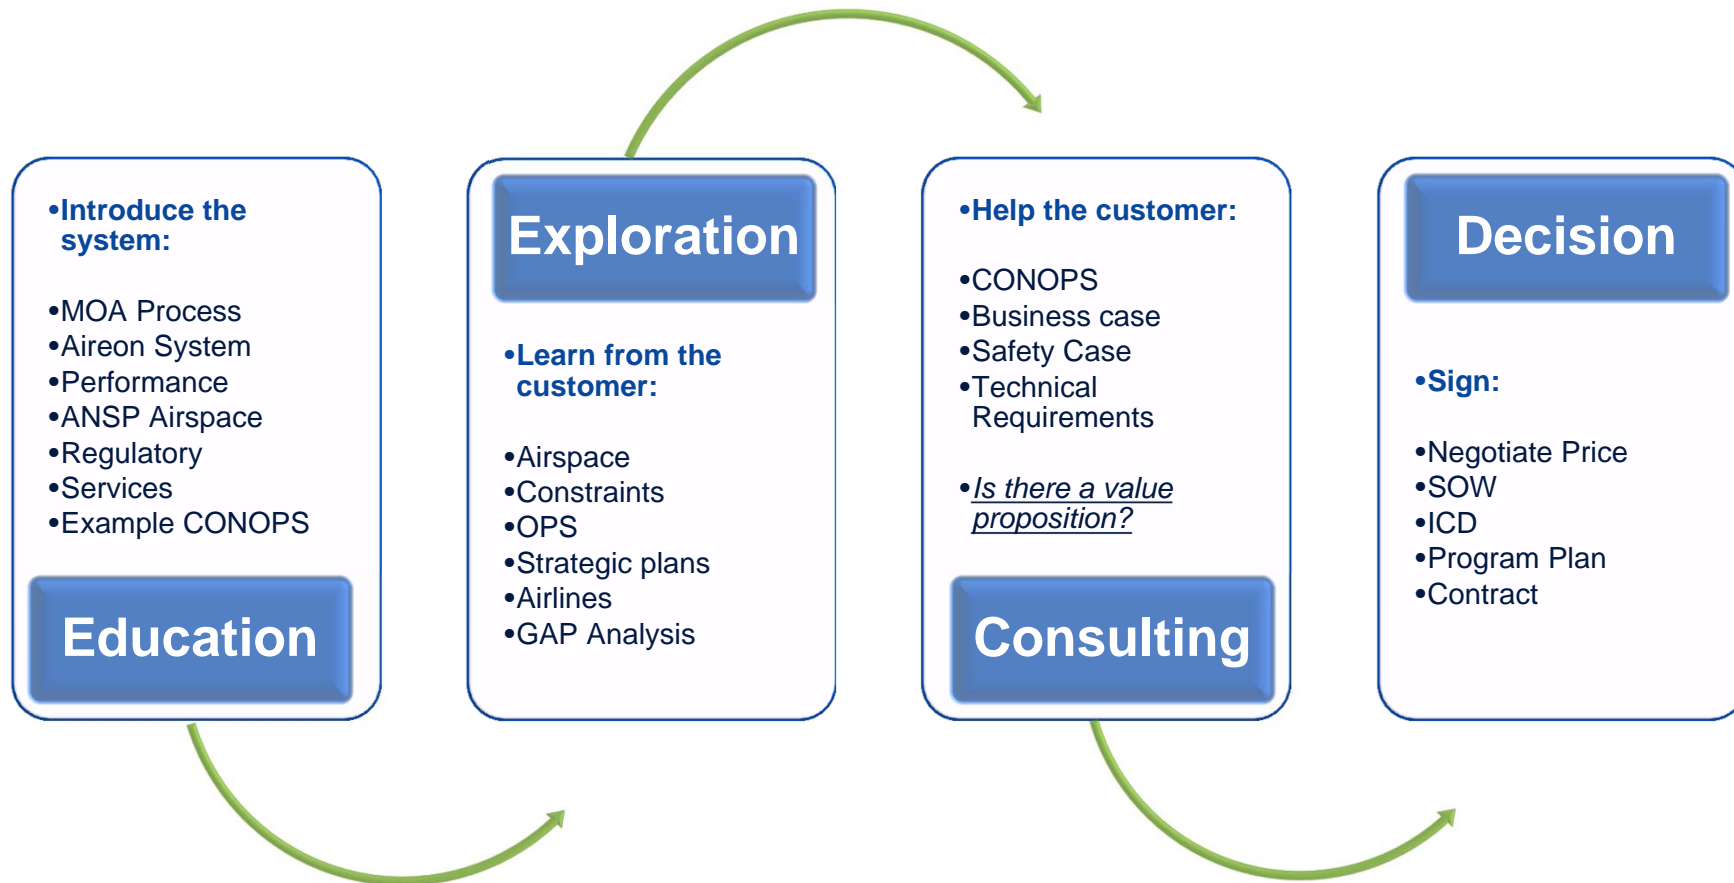 •Introduce the
system:
•MOA Process
•Aireon System
•Performance
•ANSP Airspace
•Regulatory
•Services
•Example CONOPS
Education
Exploration
•Learn from the
customer:
•Airspace
•Constraints
•OPS
•Strategic plans
•Airlines
•GAP Analysis
•Help the customer:
•CONOPS
•Business case
•Safety Case
•Technical
Requirements
•Is there a value
proposition?
Consulting
Decision
•Sign:
•Negotiate Price
•SOW
•ICD
•Program Plan
•Contract